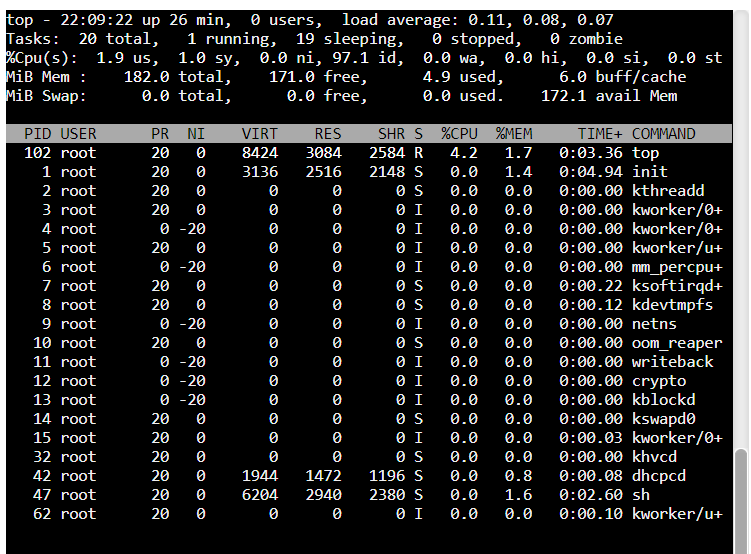 top - 22:09:22 up 26 min,  0 users,  load average: 0.11, 0.08, 0.07
Tasks:  20 total,   1 running,  19 sleeping,   0 stopped,   0 zombie
%Cpu(s):  1.9 us,  1.0 sy,  0.0 ni, 97.1 id,  0.0 wa,  0.0 hi,  0.0 si,  0.0 st
MiB Mem :    182.0 total,    171.0 free,      4.9 used,      6.0 buff/cache
MiB Swap:      0.0 total,      0.0 free,      0.0 used.    172.1 avail Mem
  PID USER      PR  NI    VIRT    RES    SHR S  %CPU  %MEM     TIME+ COMMAND
  102 root      20   0    8424   3084   2584 R   4.2   1.7   0:03.36 top
    1 root      20   0    3136   2516   2148 S   0.0   1.4   0:04.94 init
    2 root      20   0       0      0      0 S   0.0   0.0   0:00.00 kthreadd
    3 root      20   0       0      0      0 I   0.0   0.0   0:00.00 kworker/0+
    4 root       0 -20       0      0      0 I   0.0   0.0   0:00.00 kworker/0+
    5 root      20   0       0      0      0 I   0.0   0.0   0:00.00 kworker/u+
    6 root       0 -20       0      0      0 I   0.0   0.0   0:00.00 mm_percpu+
    7 root      20   0       0      0      0 S   0.0   0.0   0:00.22 ksoftirqd+
    8 root      20   0       0      0      0 S   0.0   0.0   0:00.12 kdevtmpfs
    9 root       0 -20       0      0      0 I   0.0   0.0   0:00.00 netns
   10 root      20   0       0      0      0 S   0.0   0.0   0:00.00 oom_reaper
   11 root       0 -20       0      0      0 I   0.0   0.0   0:00.00 writeback
   12 root       0 -20       0      0      0 I   0.0   0.0   0:00.00 crypto
   13 root       0 -20       0      0      0 I   0.0   0.0   0:00.00 kblockd
   14 root      20   0       0      0      0 S   0.0   0.0   0:00.00 kswapd0
   15 root      20   0       0      0      0 I   0.0   0.0   0:00.03 kworker/0+
   32 root      20   0       0      0      0 S   0.0   0.0   0:00.00 khvcd
   42 root      20   0    1944   1472   1196 S   0.0   0.8   0:00.08 dhcpcd
   47 root      20   0    6204   2940   2380 S   0.0   1.6   0:02.60 sh
   62 root      20   0       0      0      0 I   0.0   0.0   0:00.10 kworker/u+